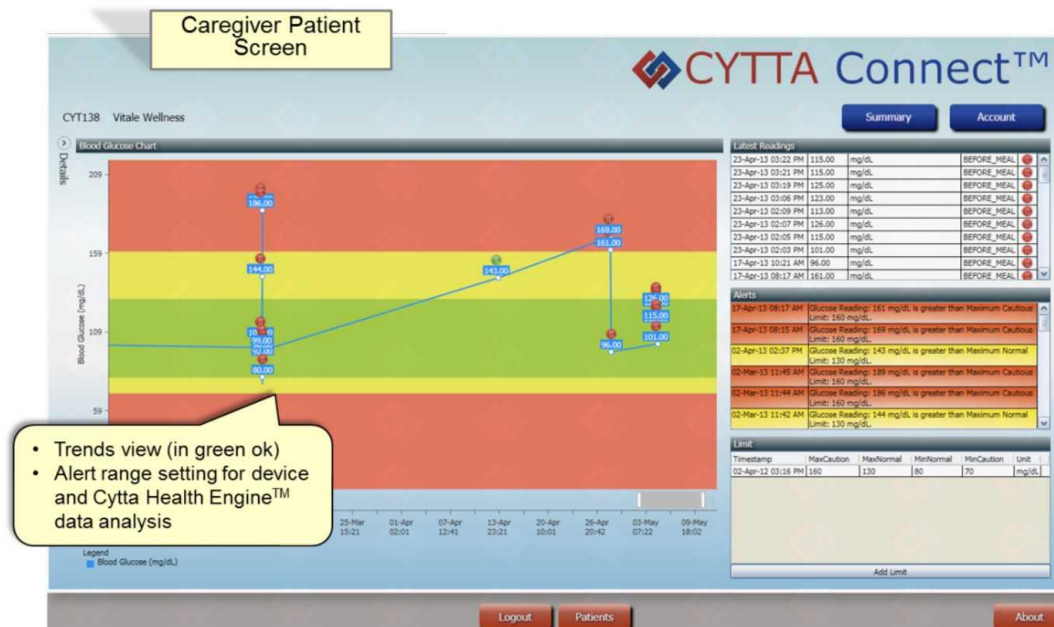 Caregiver Patient
Screen
CYTTA Connect™
CYT138 Vitale Wellness
Summary
Account
Details
Blood Glucose Chart
Blood Glucose (mg/dL)
209
159
109
59
186.00
144.00
99.00
92.00
80.00
143.00
169.00
161.00
96.00
115.00
101.00
25-Mar 01-Apr 07-Apr 13-Apr 20-Apr 26-Apr 03-May 09-May
15:21 02:01 12:41 23:21 10:01 20:42 07:22 18:02
Legend
Blood Glucose (mg/dL)
• Trends view (in green ok)
• Alert range setting for device
and Cytta Health Engine™
data analysis
Latest Readings
23-Apr-13 03:22 PM 115.00 mg/dL BEFORE_MEAL
23-Apr-13 03:21 PM 115.00 mg/dL BEFORE_MEAL
23-Apr-13 03:19 PM 125.00 mg/dL BEFORE_MEAL
23-Apr-13 03:06 PM 123.00 mg/dL BEFORE_MEAL
23-Apr-13 02:09 PM 113.00 mg/dL BEFORE_MEAL
23-Apr-13 02:07 PM 126.00 mg/dL BEFORE_MEAL
23-Apr-13 02:05 PM 115.00 mg/dL BEFORE_MEAL
23-Apr-13 02:03 PM 101.00 mg/dL BEFORE_MEAL
17-Apr-13 10:21 AM 96.00 mg/dL BEFORE_MEAL
17-Apr-13 08:17 AM 161.00 mg/dL BEFORE_MEAL
Alerts
17-Apr-13 08:17 AM Glucose Reading: 161 mg/dL is greater than Maximum Cautious
Limit: 160 mg/dL.
17-Apr-13 08:15 AM Glucose Reading: 169 mg/dL is greater than Maximum Cautious
Limit: 160 mg/dL.
02-Apr-13 02:37 PM Glucose Reading: 143 mg/dL is greater than Maximum Normal
Limit: 130 mg/dL.
02-Mar-13 11:45 AM Glucose Reading: 189 mg/dL is greater than Maximum Cautious
Limit: 160 mg/dL.
02-Mar-13 11:44 AM Glucose Reading: 186 mg/dL is greater than Maximum Cautious
Limit: 160 mg/dL.
02-Mar-13 11:42 AM Glucose Reading: 144 mg/dL is greater than Maximum Normal
Limit: 130 mg/dL.
Limit
Timestamp MaxCaution MaxNormal MinNormal MinCaution Unit
02-Apr-12 03:16 PM 160 130 80 70 mg/dL
Add Limit
Logout
Patients
About